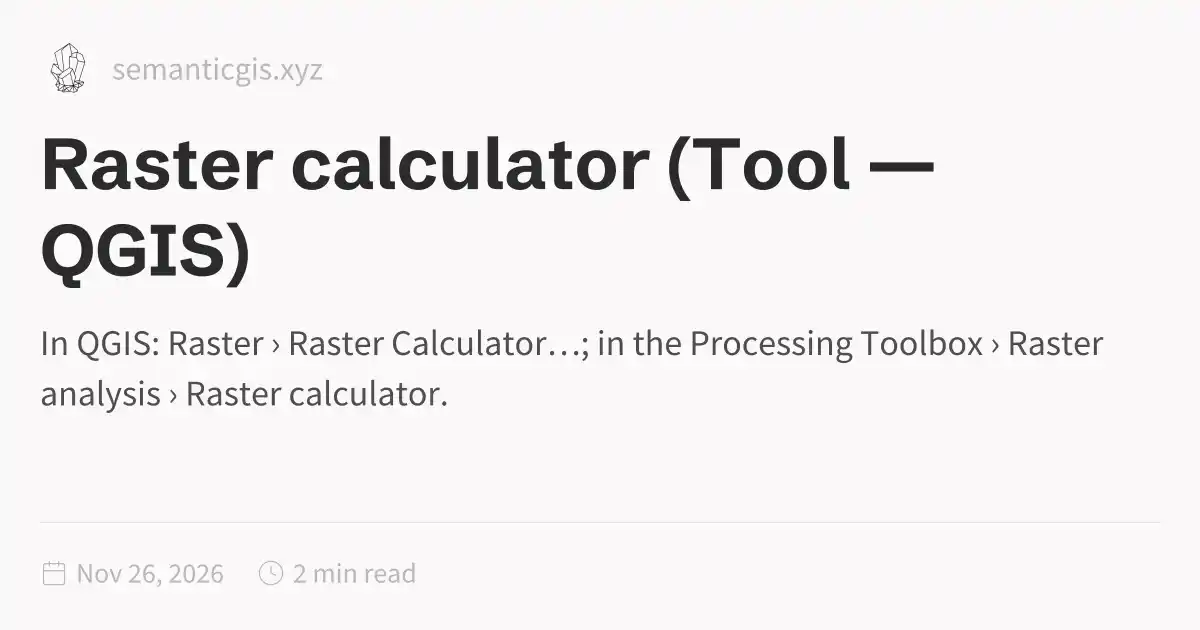 semanticgis.xyz
Raster calculator (Tool —
QGIS)
In QGIS: Raster › Raster Calculator…; in the Processing Toolbox › Raster
analysis › Raster calculator.
Nov 26, 2026 2 min read